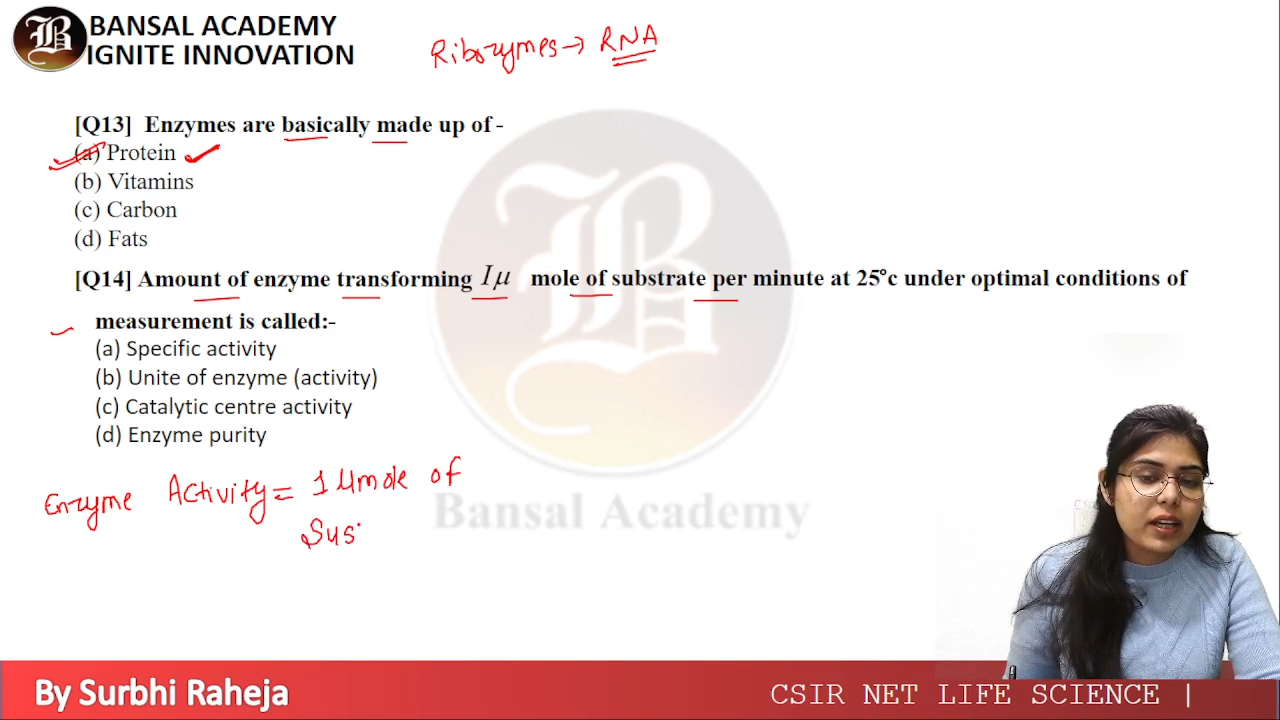 BANSAL ACADEMY
IGNITE INNOVATION
Ribozymes → RNA
[Q13] Enzymes are basically made up of -
(a) Protein
(b) Vitamins
(c) Carbon
(d) Fats
[Q14] Amount of enzyme transforming Iμ mole of substrate per minute at 25°c under optimal conditions of
measurement is called:-
(a) Specific activity
(b) Unite of enzyme (activity)
(c) Catalytic centre activity
(d) Enzyme purity
Enzyme Activity = 1 μmole of
Sus
Bansal Academy
By Surbhi Raheja
CSIR NET LIFE SCIENCE |